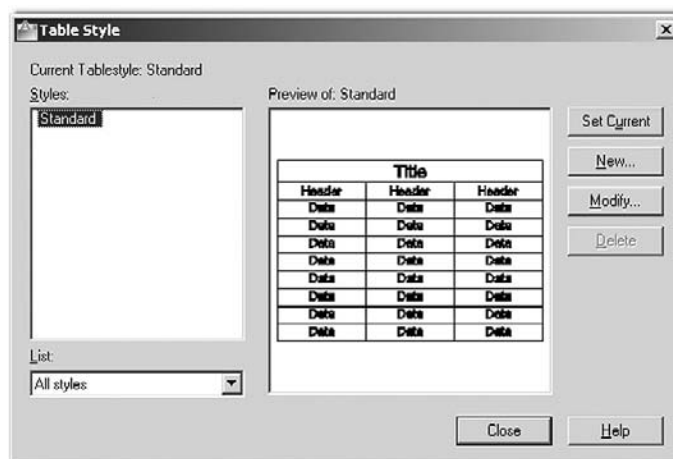 Table Style
Current Tablestyle: Standard
Styles:
Standard
Preview of: Standard
Title
Header Header Header
Data Data Data
Data Data Data
Data Data Data
Data Data Data
Data Data Data
Data Data Data
Data Data Data
Data Data Data
Set Current
New...
Modify...
Delete
List:
All styles
Close
Help